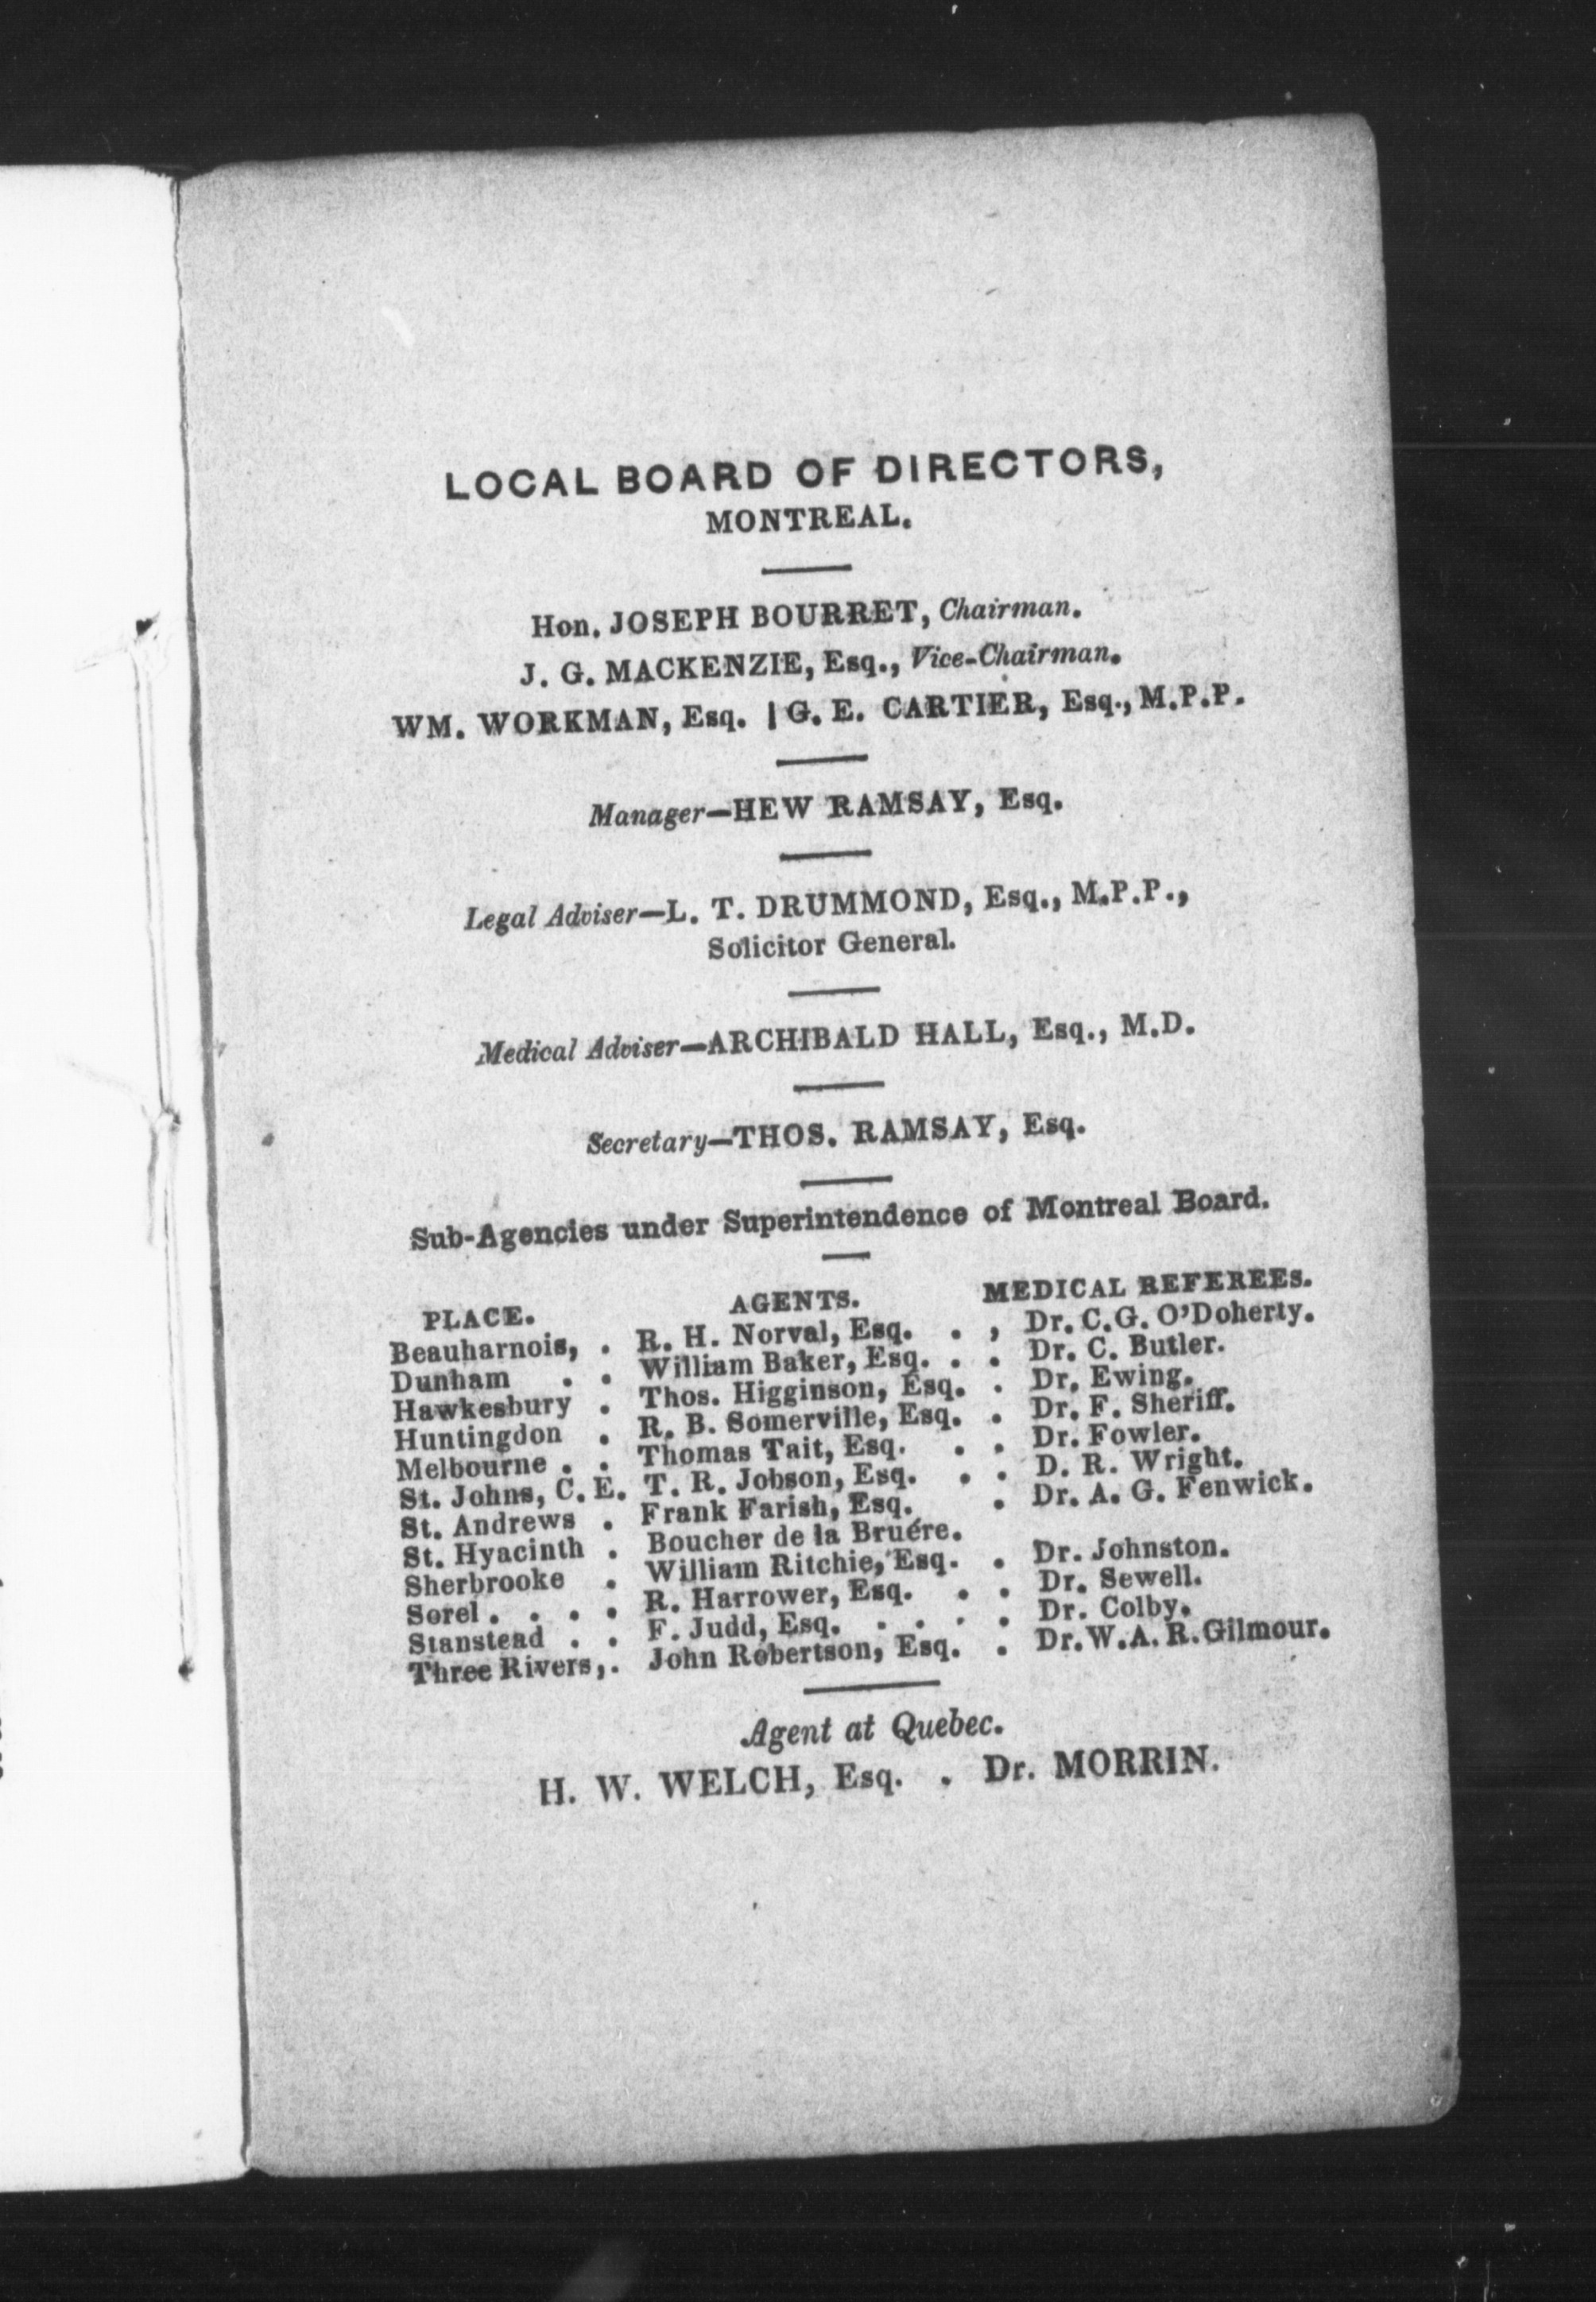 LOCAL BOARD OF DIRECTORS,
MONTREAL.
Hon. JOSEPH BOURRET, Chairman.
J. G. MACKENZIE, Esq., Vice-Chairman.
WM. WORKMAN, Esq. | G. E. CARTIER, Esq., M.P.P.
Manager—HEW RAMSAY, Esq.
Legal Adviser—L. T. DRUMMOND, Esq., M.P.P.,
Solicitor General.
Medical Adviser—ARCHIBALD HALL, Esq., M.D.
Secretary—THOS. RAMSAY, Esq.
Sub-Agencies under Superintendence of Montreal Board.
PLACE. AGENTS. MEDICAL REFEREES.
Beauharnois, . R. H. Norval, Esq. . , Dr. C.G. O'Doherty.
Dunham . . William Baker, Esq. . . Dr. C. Butler.
Hawkesbury . Thos. Higginson, Esq. . Dr. Ewing.
Huntingdon . R. B. Somerville, Esq. . Dr. F. Sheriff.
Melbourne . . Thomas Tait, Esq. . . Dr. Fowler.
St. Johns, C. E. T. R. Jobson, Esq. . . D. R. Wright.
St. Andrews . Frank Farish, Esq. . Dr. A. G. Fenwick.
St. Hyacinth . Boucher de la Bruére.
Sherbrooke . William Ritchie, Esq. . Dr. Johnston.
Sorel . . . . R. Harrower, Esq. . . Dr. Sewell.
Stanstead . . F. Judd, Esq. . . . . Dr. Colby.
Three Rivers,. John Robertson, Esq. . Dr. W. A. R. Gilmour.
Agent at Quebec.
H. W. WELCH, Esq. . Dr. MORRIN.